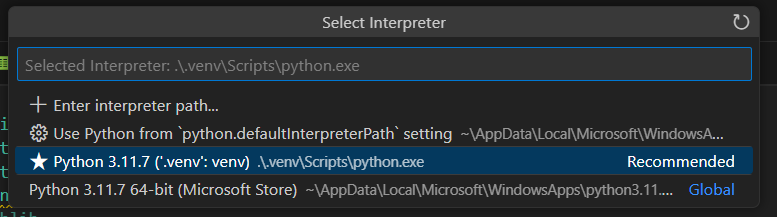 Select Interpreter
Selected Interpreter: .\.venv\Scripts\python.exe
Enter interpreter path...
Use Python from `python.defaultInterpreterPath` setting ~\AppData\Local\Microsoft\WindowsA...
Python 3.11.7 ('.venv': venv) .\.venv\Scripts\python.exe Recommended
Python 3.11.7 64-bit (Microsoft Store) ~\AppData\Local\Microsoft\WindowsApps\python3.11.... Global